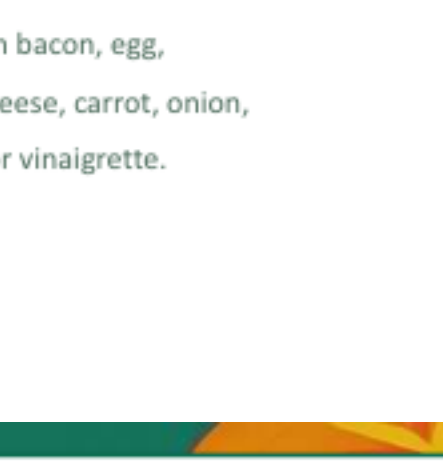 bacon, egg,
eese, carrot, onion,
r vinaigrette.